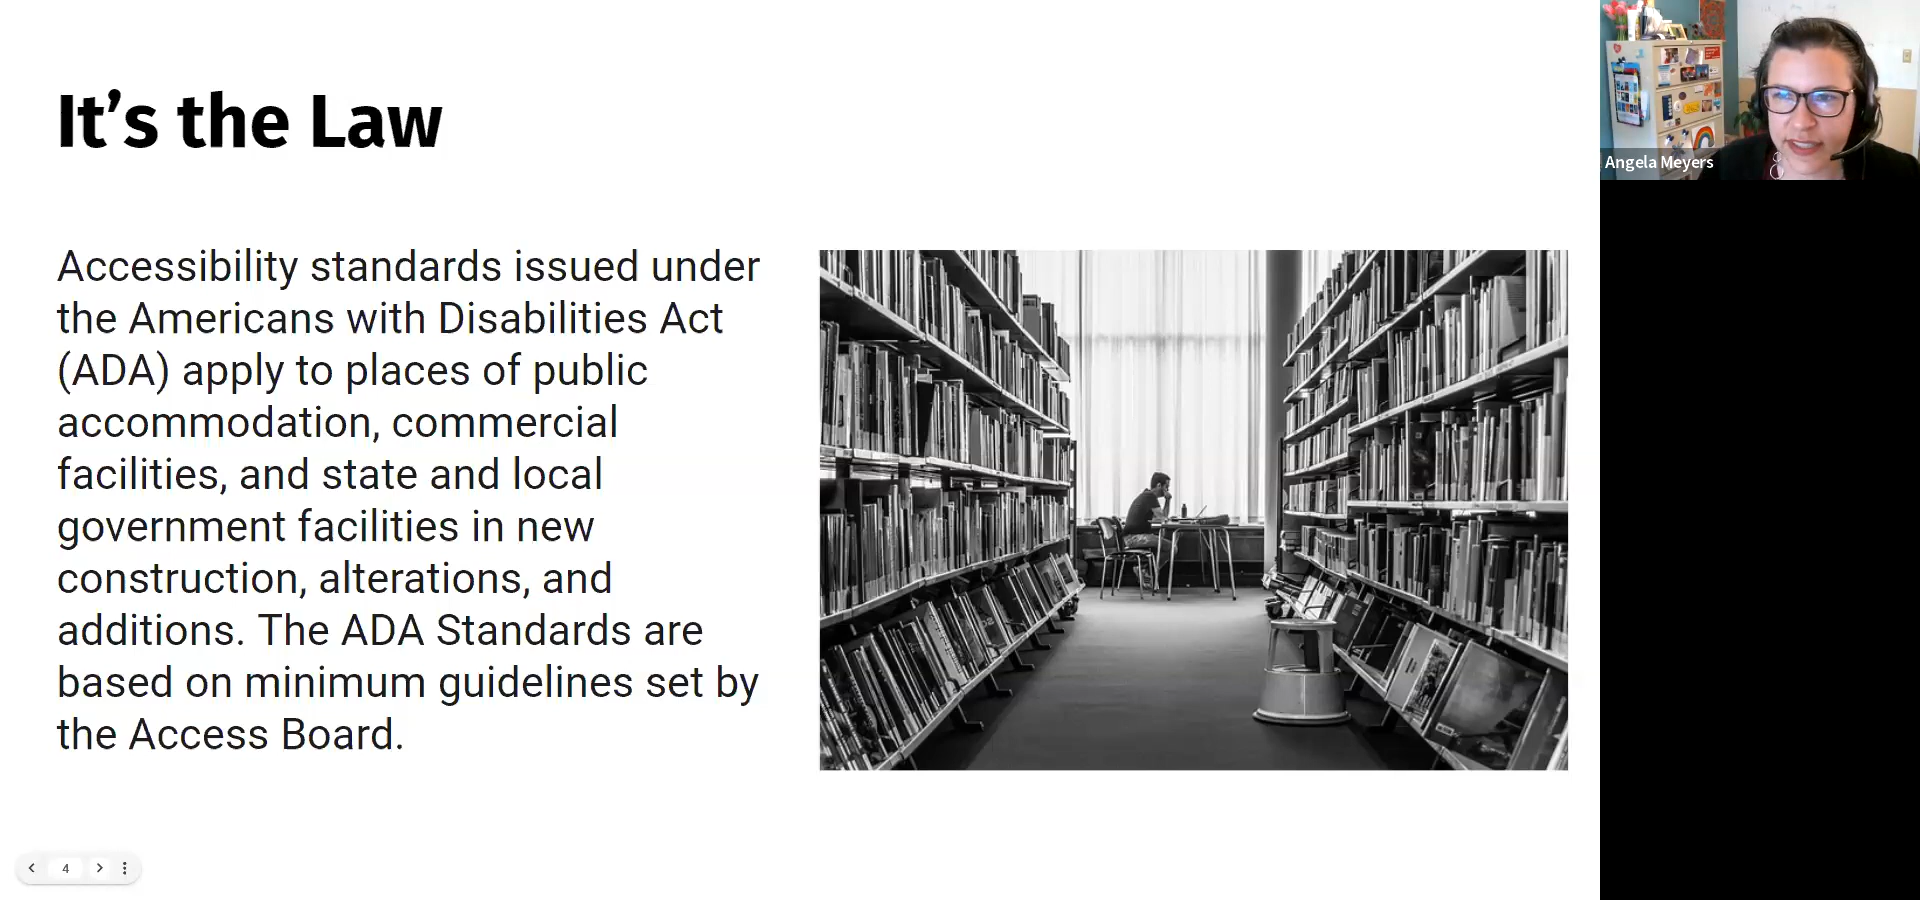 It’s the Law
Accessibility standards issued under
the Americans with Disabilities Act
(ADA) apply to places of public
accommodation, commercial
facilities, and state and local
government facilities in new
construction, alterations, and
additions. The ADA Standards are
based on minimum guidelines set by
the Access Board.
4
Angela Meyers